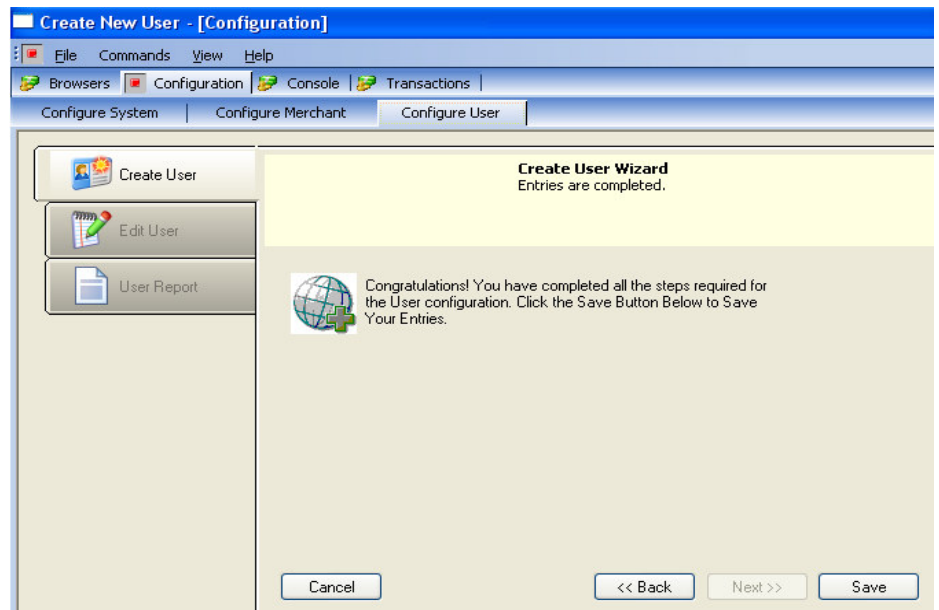 Create New User - [Configuration]
File Commands View Help
Browsers Configuration Console Transactions
Configure System Configure Merchant Configure User
Create User
Edit User
User Report
Create User Wizard
Entries are completed.
Congratulations! You have completed all the steps required for
the User configuration. Click the Save Button Below to Save
Your Entries.
Cancel << Back Next >> Save